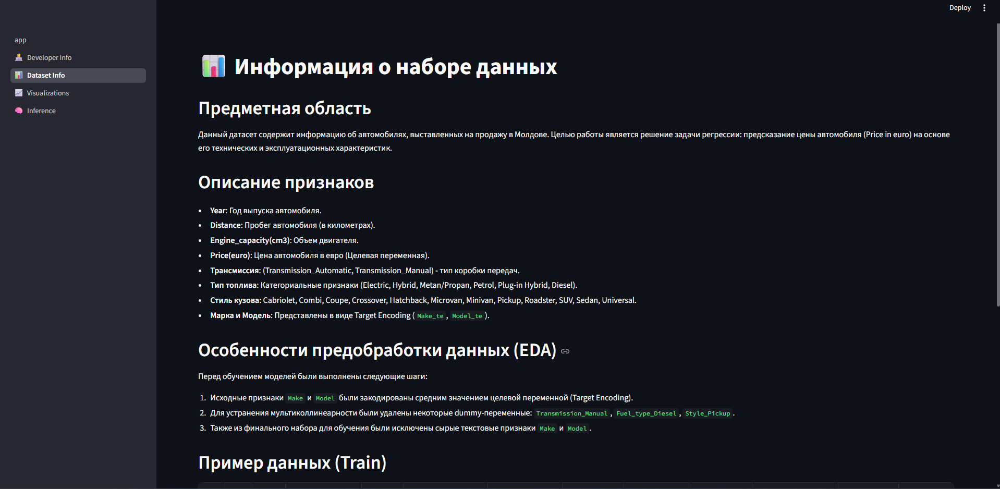 Deploy
app
Developer Info
Dataset Info
Visualizations
Inference
Информация о наборе данных
Предметная область
Данный датасет содержит информацию об автомобилях, выставленных на продажу в Молдове. Целью работы является решение задачи регрессии: предсказание цены автомобиля (Price in euro) на основе
его технических и эксплуатационных характеристик.
Описание признаков
• Year: Год выпуска автомобиля.
• Distance: Пробег автомобиля (в километрах).
• Engine_capacity(cm3): Объем двигателя.
• Price(euro): Цена автомобиля в евро (Целевая переменная).
• Трансмиссия: (Transmission_Automatic, Transmission_Manual) - тип коробки передач.
• Тип топлива: Категориальные признаки (Electric, Hybrid, Metan/Propan, Petrol, Plug-in Hybrid, Diesel).
• Стиль кузова: Cabriolet, Combi, Coupe, Crossover, Hatchback, Microvan, Minivan, Pickup, Roadster, SUV, Sedan, Universal.
• Марка и Модель: Представлены в виде Target Encoding ( Make_te , Model_te ).
Особенности предобработки данных (EDA)
Перед обучением моделей были выполнены следующие шаги:
1. Исходные признаки Make и Model были закодированы средним значением целевой переменной (Target Encoding).
2. Для устранения мультиколлинеарности были удалены некоторые dummy-переменные: Transmission_Manual , Fuel_type_Diesel , Style_Pickup .
3. Также из финального набора для обучения были исключены сырые текстовые признаки Make и Model .
Пример данных (Train)